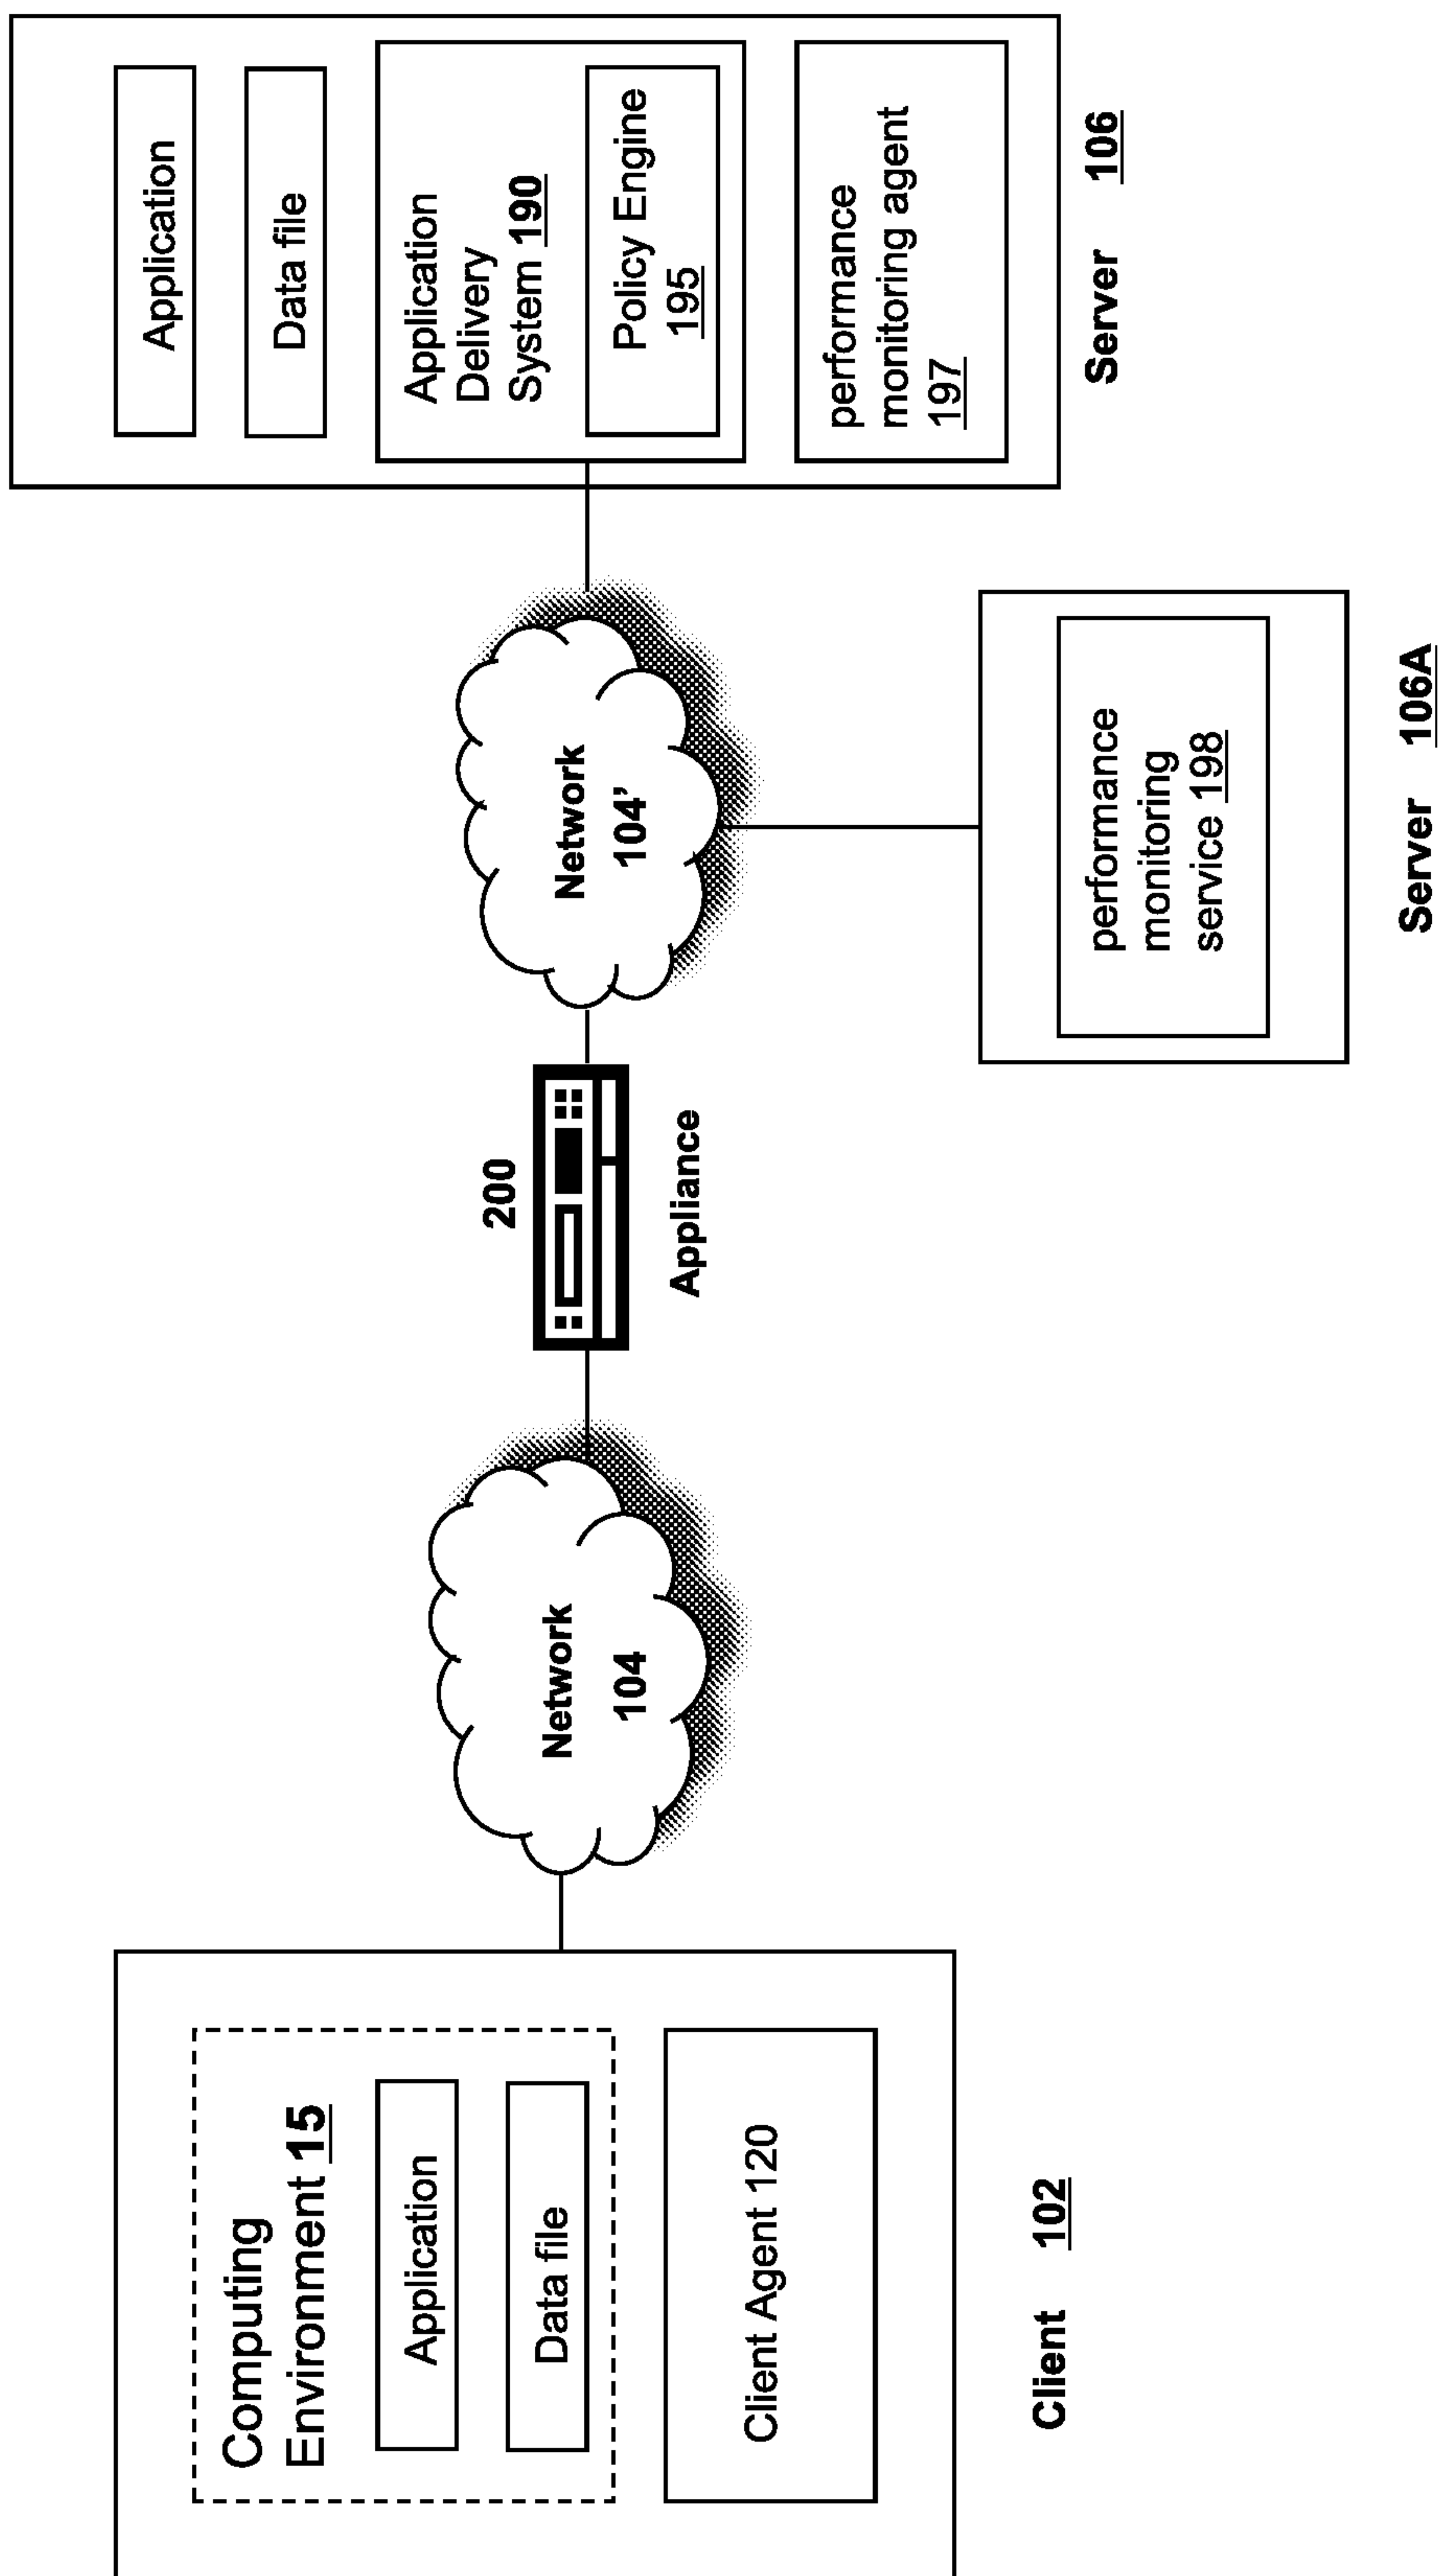 Computing
Environment 15
Application
Data file
Client Agent 120
Client 102
Network
104
200
Appliance
Network
104’
performance
monitoring
service 198
Server 106A
Application
Data file
Application
Delivery
System 190
Policy Engine
195
performance
monitoring agent
197
Server 106